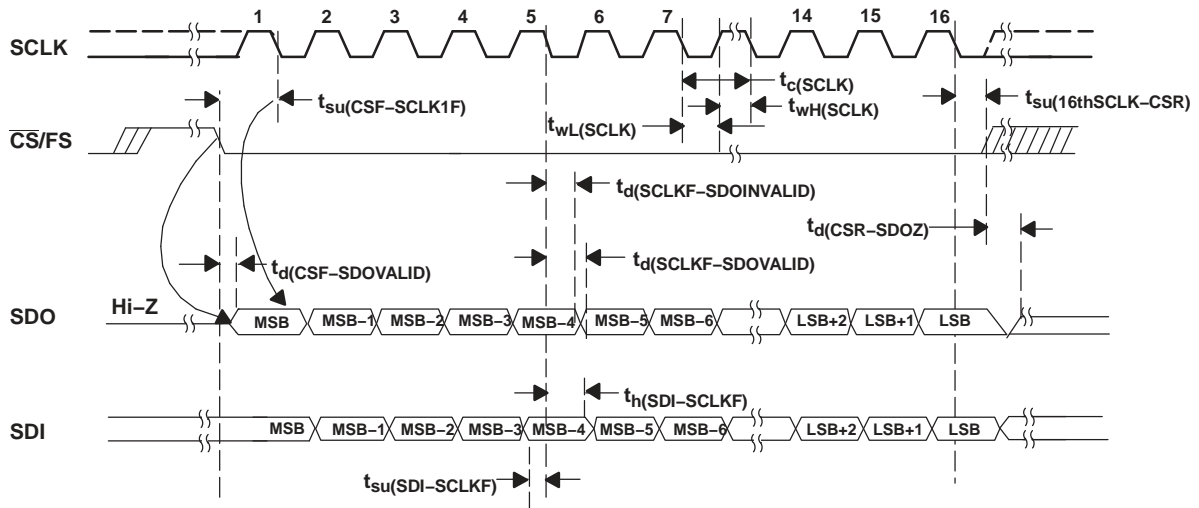 1 2 3 4 5 6 7 14 15 16
SCLK
tc(SCLK)
tsu(CSF–SCLK1F)
twH(SCLK)
tsu(16thSCLK–CSR)
twL(SCLK)
CS/FS
td(SCLKF–SDOINVALID)
td(CSR–SDOZ)
td(CSF–SDOVALID)
td(SCLKF–SDOVALID)
Hi–Z
SDO
MSB MSB–1 MSB–2 MSB–3 MSB–4 MSB–5 MSB–6 LSB+2 LSB+1 LSB
th(SDI–SCLKF)
SDI
MSB MSB–1 MSB–2 MSB–3 MSB–4 MSB–5 MSB–6 LSB+2 LSB+1 LSB
tsu(SDI–SCLKF)